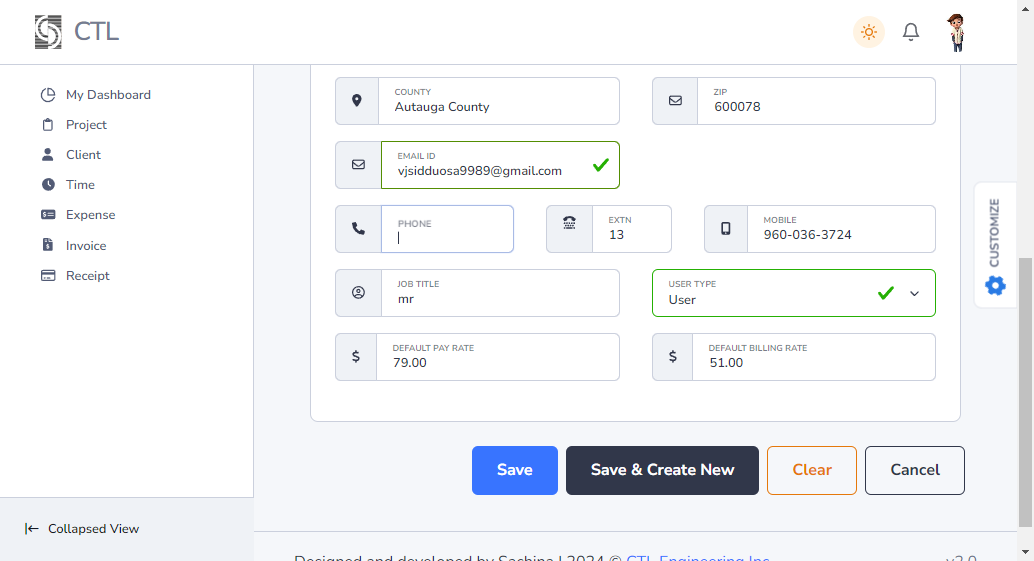 CTL
My Dashboard
Project
Client
Time
Expense
Invoice
Receipt
Collapsed View
COUNTY
Autauga County
ZIP
600078
EMAIL ID
vjsidduosa9989@gmail.com
PHONE
EXTN
13
MOBILE
960-036-3724
JOB TITLE
mr
USER TYPE
User
DEFAULT PAY RATE
79.00
DEFAULT BILLING RATE
51.00
Save
Save & Create New
Clear
Cancel
CUSTOMIZE
Designed and developed by Sachina | 2024 © CTL Engineering Inc
v2.0